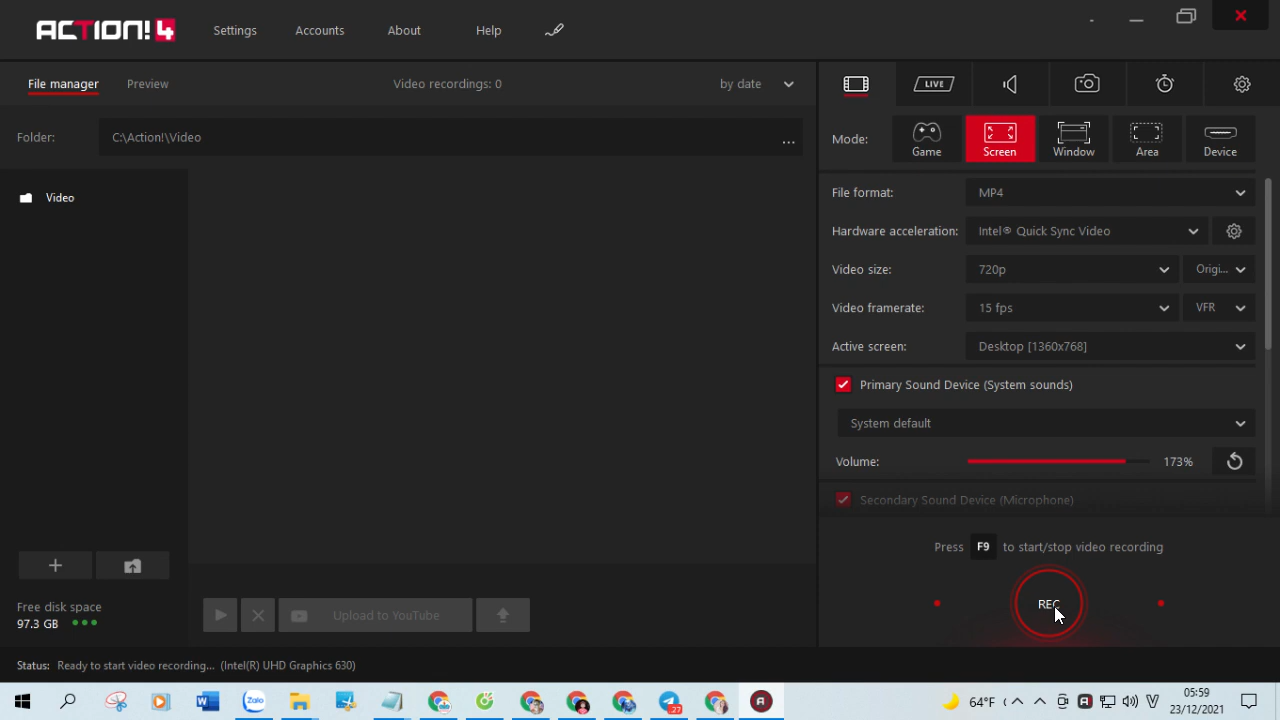 ACTION! 4
Settings
Accounts
About
Help
File manager
Preview
Video recordings: 0
by date
LIVE
Folder:
C:\Action!\Video
...
Mode:
Game
Screen
Window
Area
Device
Video
File format:
MP4
Hardware acceleration:
Intel® Quick Sync Video
Video size:
720p
Origi...
Video framerate:
15 fps
VFR
Active screen:
Desktop [1360x768]
Primary Sound Device (System sounds)
System default
Volume:
173%
Secondary Sound Device (Microphone)
Press F9 to start/stop video recording
Free disk space
97.3 GB
Upload to YouTube
REC
Status: Ready to start video recording... (Intel(R) UHD Graphics 630)
W
Zalo
27
64°F
A
V
05:59
23/12/2021